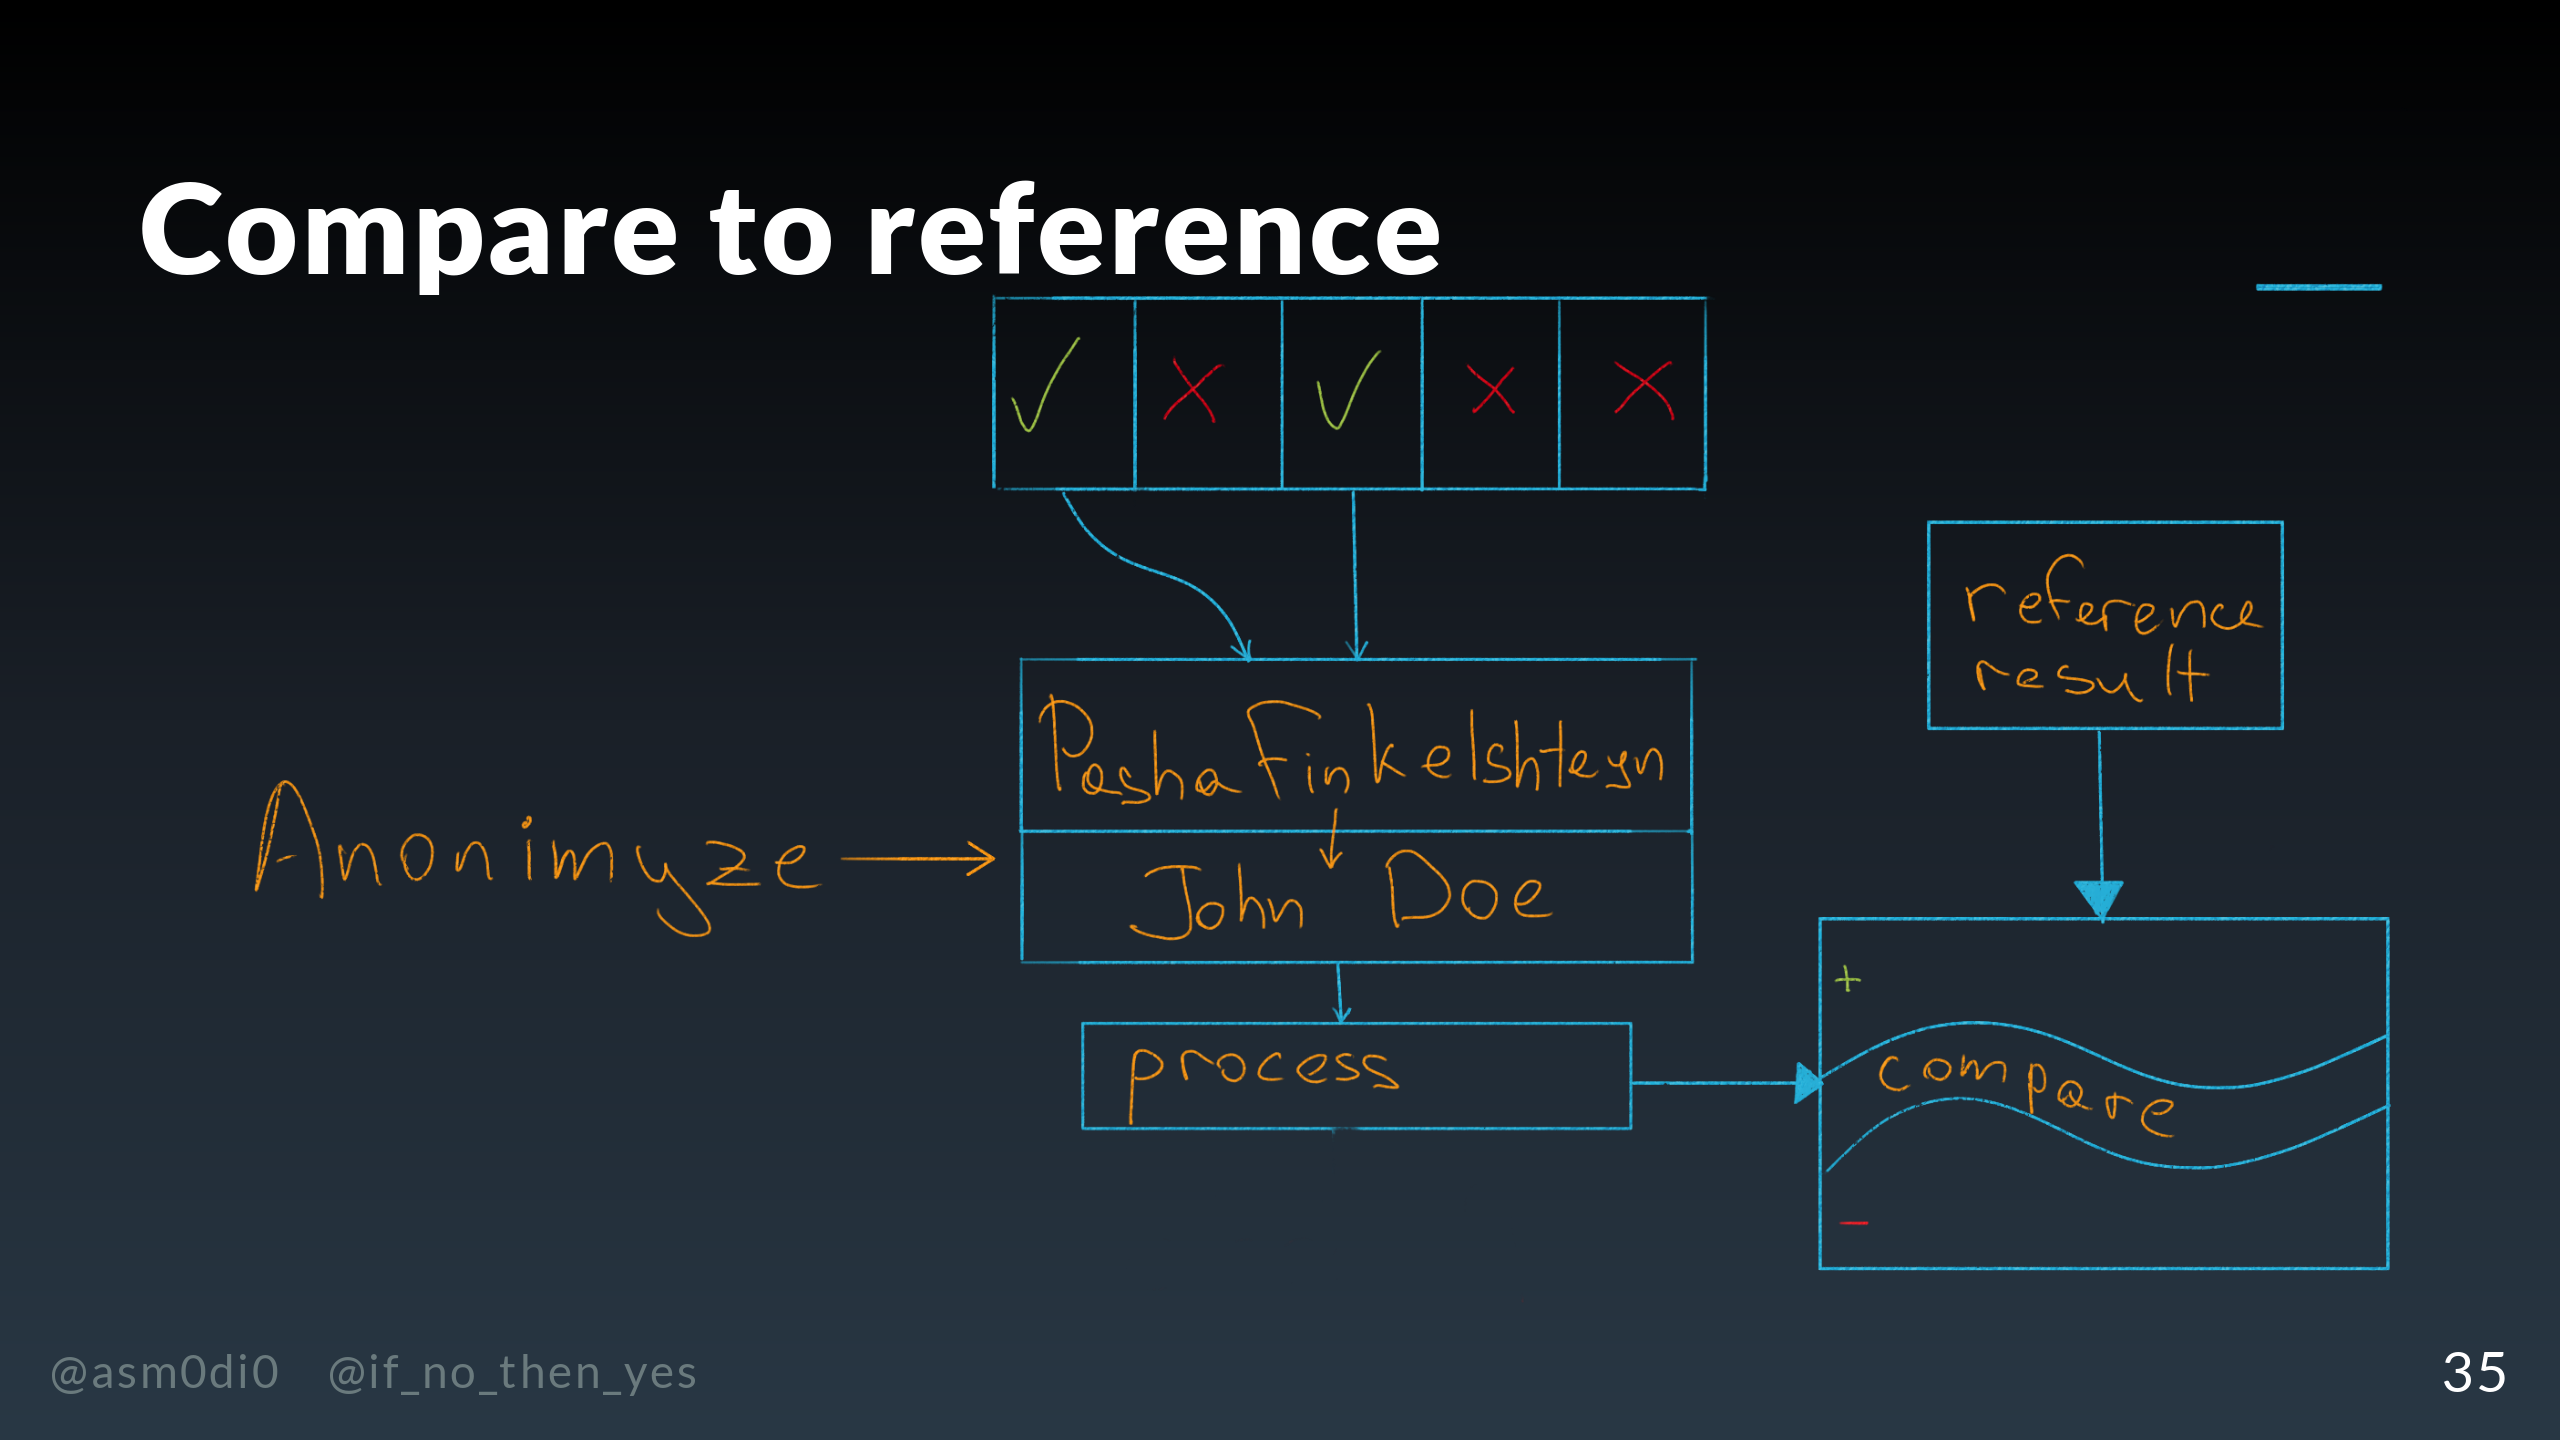 Compare to reference
reference
result
Pasha Finkelshteyn
Anonimyze
John Doe
+
process
compare
−
@asm0di0 @if_no_then_yes
35